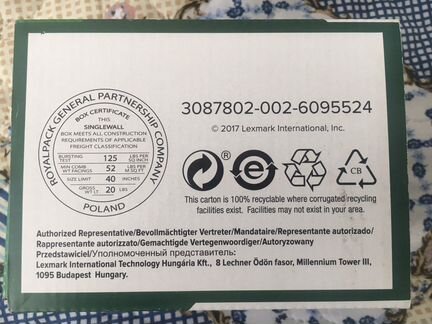 ROYALPACK GENERAL PARTNERSHIP COMPANY
BOX CERTIFICATE
THIS
SINGLEWALL
BOX MEETS ALL CONSTRUCTION
REQUIREMENTS OF APPLICABLE
FREIGHT CLASSIFICATION
BURSTING TEST 125 LBS PER SQ INCH
MIN COMB WT FACINGS 52 LBS PER M SQ FT
SIZE LIMIT 40 INCHES
GROSS WT LT 20 LBS
POLAND
3087802-002-6095524
© 2017 Lexmark International, Inc.
®
e
CB
This carton is 100% recyclable where corrugated recycling
facilities exist. Facilities may not exist in your area.
Authorized Representative/Bevollmächtigter Vertreter/Mandataire/Representante autorizado/
Rappresentante autorizzato/Gemachtigde Vertegenwoordiger/Autoryzowany
Przedstawiciel/Уполномоченный представитель:
Lexmark International Technology Hungária Kft., 8 Lechner Ödön fasor, Millennium Tower III,
1095 Budapest Hungary.